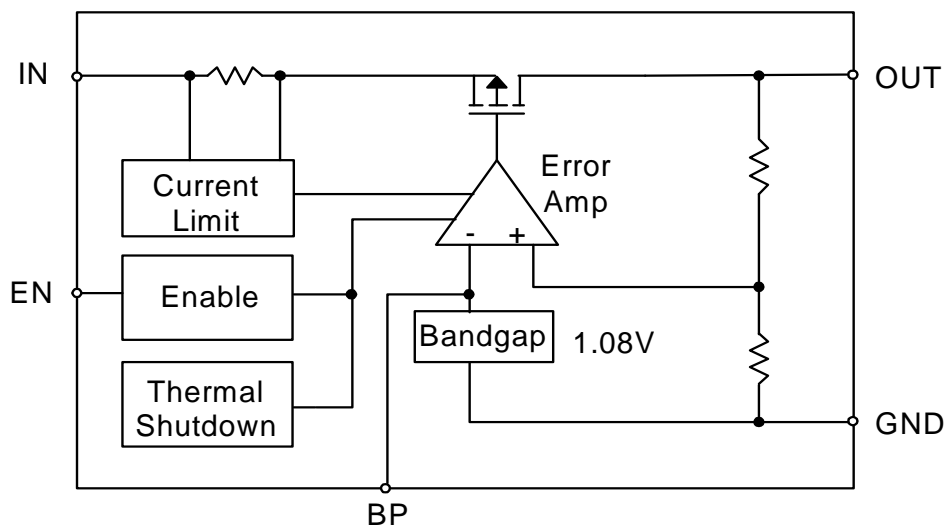 IN
OUT
Current
Limit
Error
Amp
- +
EN
Enable
Bandgap
1.08V
Thermal
Shutdown
GND
BP